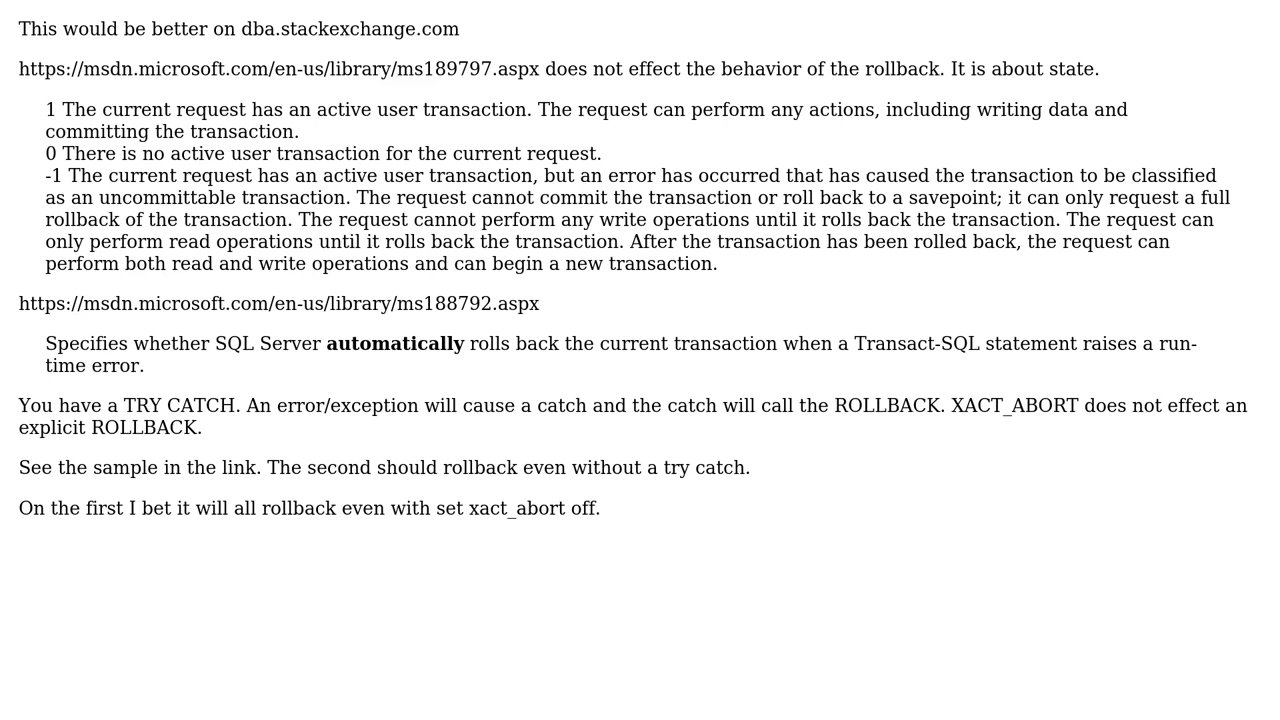 This would be better on dba.stackexchange.com
https://msdn.microsoft.com/en-us/library/ms189797.aspx does not effect the behavior of the rollback. It is about state.
1 The current request has an active user transaction. The request can perform any actions, including writing data and
committing the transaction.
0 There is no active user transaction for the current request.
-1 The current request has an active user transaction, but an error has occurred that has caused the transaction to be classified
as an uncommittable transaction. The request cannot commit the transaction or roll back to a savepoint; it can only request a full
rollback of the transaction. The request cannot perform any write operations until it rolls back the transaction. The request can
only perform read operations until it rolls back the transaction. After the transaction has been rolled back, the request can
perform both read and write operations and can begin a new transaction.
https://msdn.microsoft.com/en-us/library/ms188792.aspx
Specifies whether SQL Server automatically rolls back the current transaction when a Transact-SQL statement raises a run-
time error.
You have a TRY CATCH. An error/exception will cause a catch and the catch will call the ROLLBACK. XACT_ABORT does not effect an
explicit ROLLBACK.
See the sample in the link. The second should rollback even without a try catch.
On the first I bet it will all rollback even with set xact_abort off.